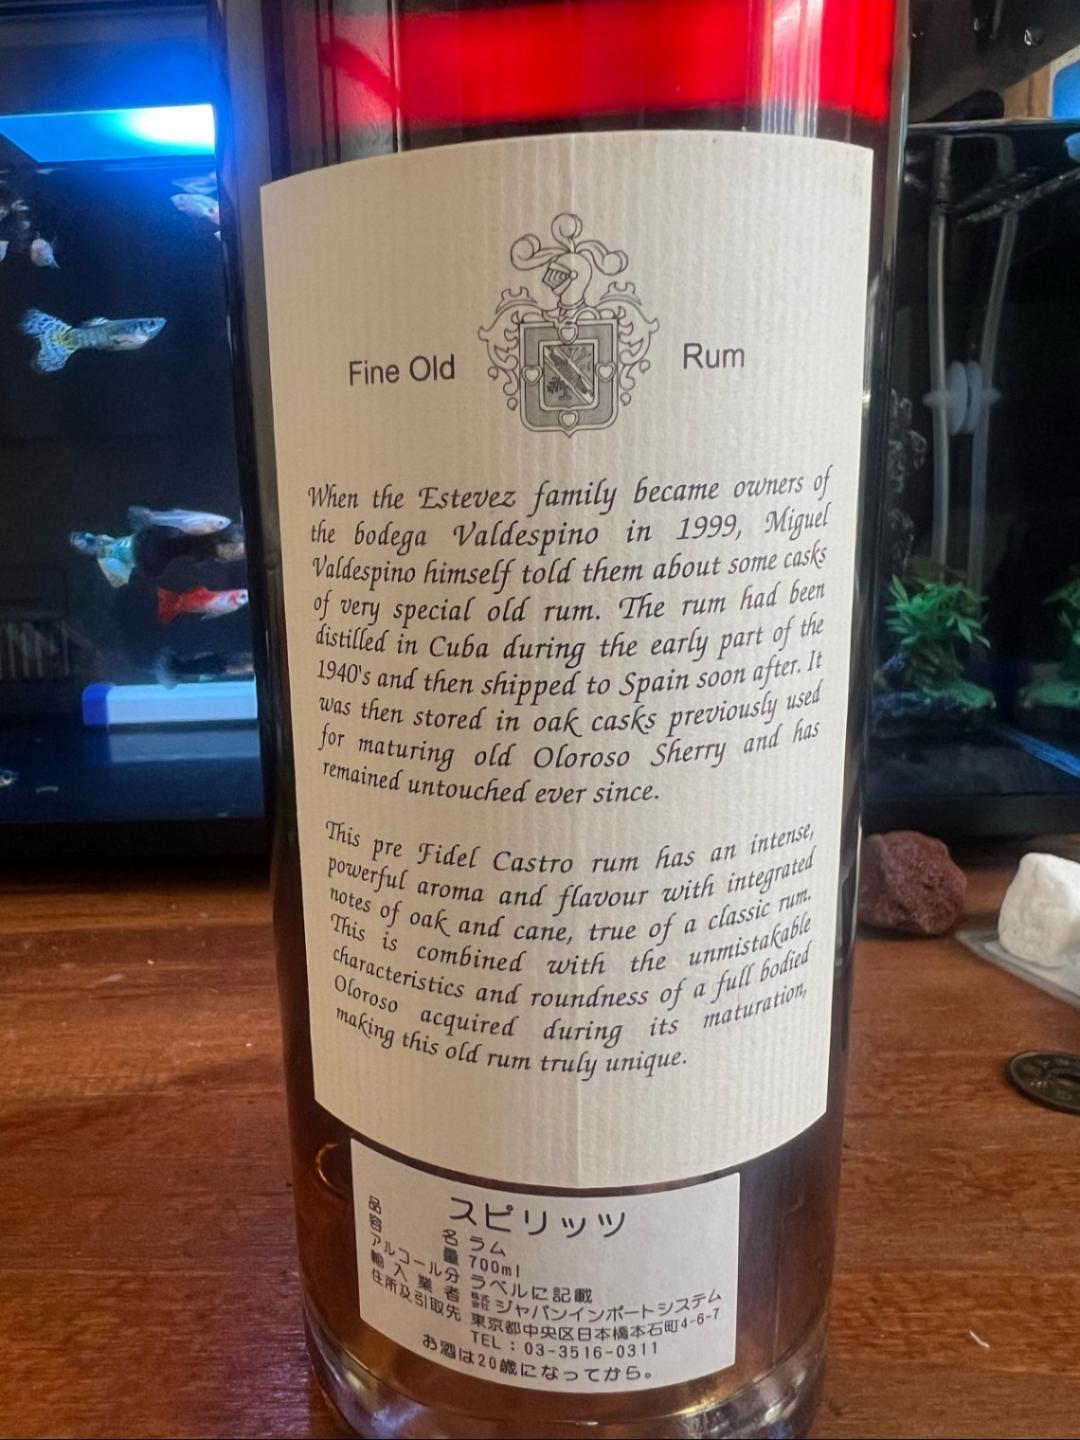 Fine Old Rum
When the Estevez family became owners of
the bodega Valdespino in 1999, Miguel
Valdespino himself told them about some casks
of very special old rum. The rum had been
distilled in Cuba during the early part of the
1940's and then shipped to Spain soon after. It
was then stored in oak casks previously used
for maturing old Oloroso Sherry and has
remained untouched ever since.
This pre Fidel Castro rum has an intense,
powerful aroma and flavour with integrated
notes of oak and cane, true of a classic rum.
This is combined with the unmistakable
characteristics and roundness of a full bodied
Oloroso acquired during its maturation,
making this old rum truly unique.
スピリッツ
品名 ラム
容量 700ml
アルコール分 ラベルに記載
輸入業者 株式会社ジャパンインポートシステム
住所及引取先 東京都中央区日本橋本石町4-6-7
TEL : 03-3516-0311
お酒は20歳になってから。